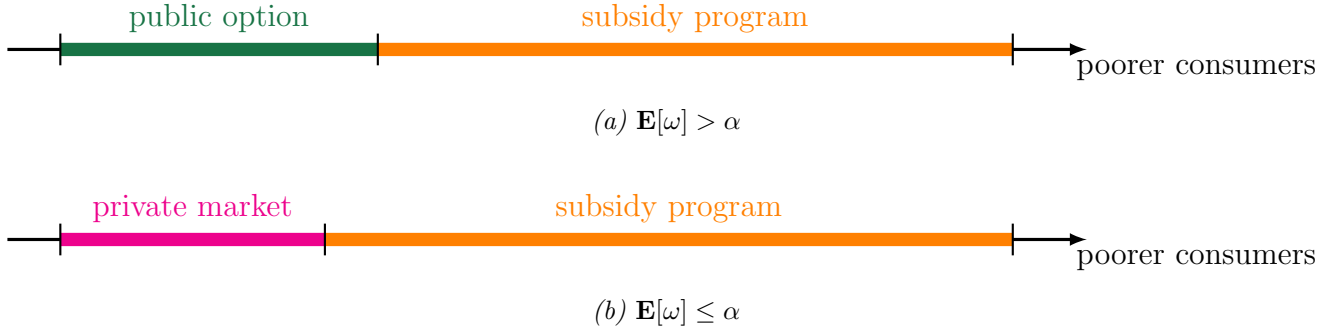 public option subsidy program
poorer consumers
(a) E[ω] > α
private market subsidy program
poorer consumers
(b) E[ω] ≤ α